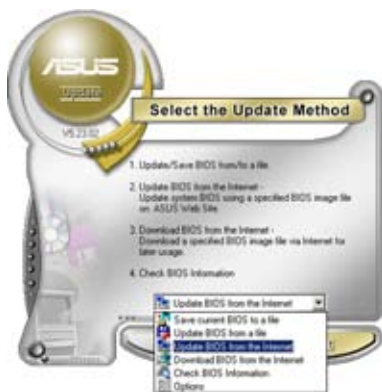 ASUS
Update
V5.23.02
Select the Update Method
1. Update/Save BIOS from/to a file.
2. Update BIOS from the Internet -
Update system BIOS using a specified BIOS image file
on ASUS Web Site.
3. Download BIOS from the Internet -
Download a specified BIOS image file via Internet for
later usage.
4. Check BIOS Information
Update BIOS from the Internet
Save current BIOS to a file
Update BIOS from a file
Update BIOS from the Internet
Download BIOS from the Internet
Check BIOS Information
Options